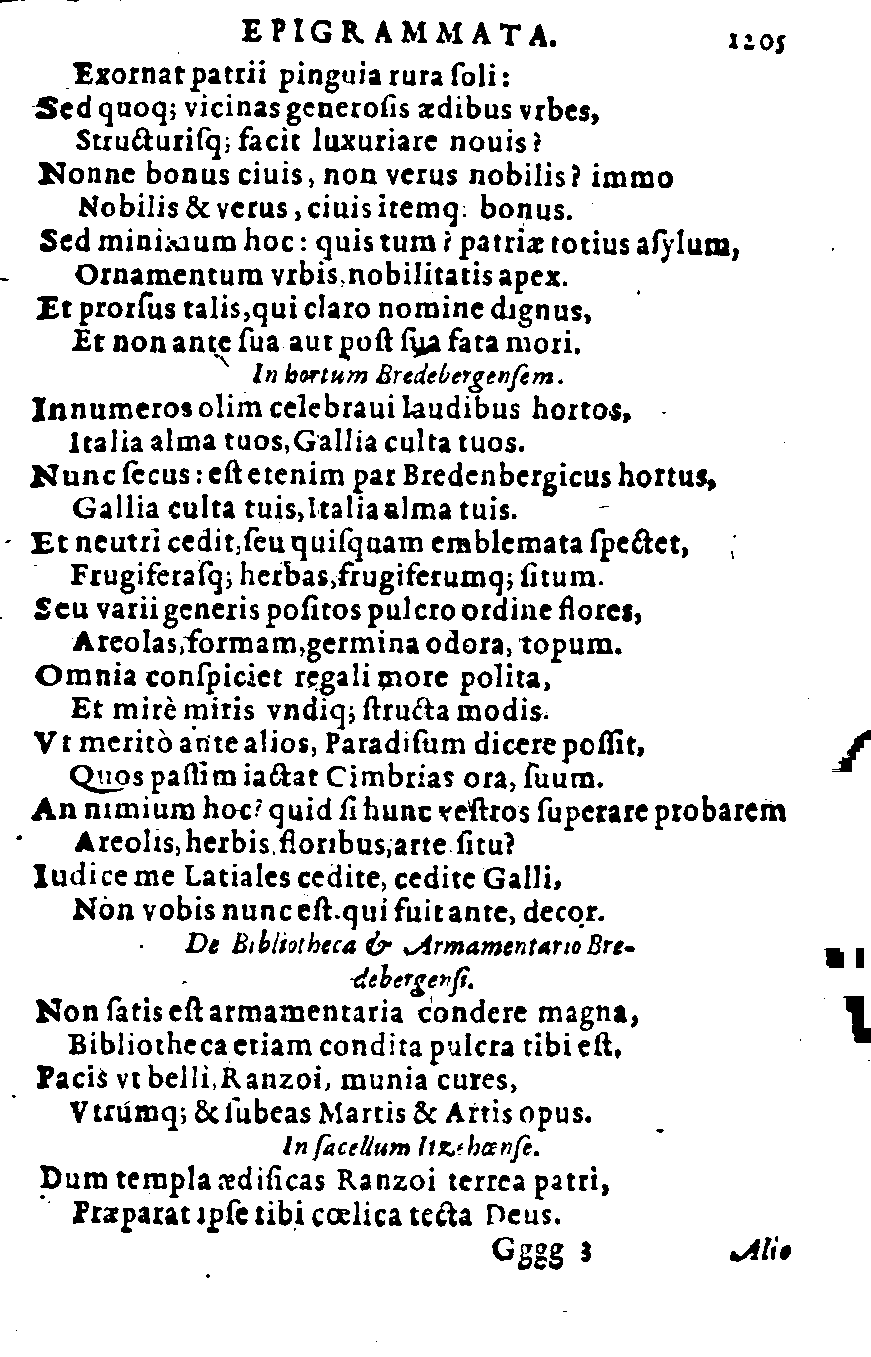 EPIGRAMMATA. 1205
Exornat patrii pinguia rura ſoli:
Sed quoq; vicinas generoſis ædibus vrbes,
Structuriſq; facit luxuriare nouis?
Nonne bonus ciuis, non verus nobilis? immo
Nobilis & verus, ciuis itemq; bonus.
Sed minimum hoc: quis tum? patriæ totius aſylum,
Ornamentum vrbis, nobilitatis apex.
Et prorſus talis, qui claro nomine dignus,
Et non ante ſua aut poſt ſua fata mori.
In hortum Bredebergenſem.
Innumeros olim celebraui laudibus hortos,
Italia alma tuos, Gallia culta tuos.
Nunc ſecus: eſt etenim par Bredenbergicus hortus,
Gallia culta tuis, Italia alma tuis.
Et neutri cedit, ſeu quiſquam emblemata ſpectet,
Frugiferaſq; herbas, frugiferumq; ſitum.
Seu varii generis poſitos pulcro ordine flores,
Areolas, formam, germina odora, topum.
Omnia conſpiciet regali more polita,
Et mirè miris vndiq; ſtructa modis.
Vt meritò ante alios, Paradiſum dicere poſſit,
Quos paſſim iactat Cimbrias ora, ſuum.
An nimium hoc? quid ſi hunc veſtros ſuperare probarem
Areolis, herbis, floribus, arte, ſitu?
Iudice me Latiales cedite, cedite Galli,
Non vobis nunc eſt, qui fuit ante, decor.
De Bibliotheca & Armamentario Bre-
debergenſi.
Non ſatis eſt armamentaria condere magna,
Bibliotheca etiam condita pulcra tibi eſt,
Pacis vt belli, Ranzoi, munia cures,
Vtrúmq; & ſubeas Martis & Artis opus.
In ſacellum Itzehœnſe.
Dum templa ædificas Ranzoi terrea patri,
Præparat ipſe tibi cœlica tecta Deus.
Gggg 3 Alio